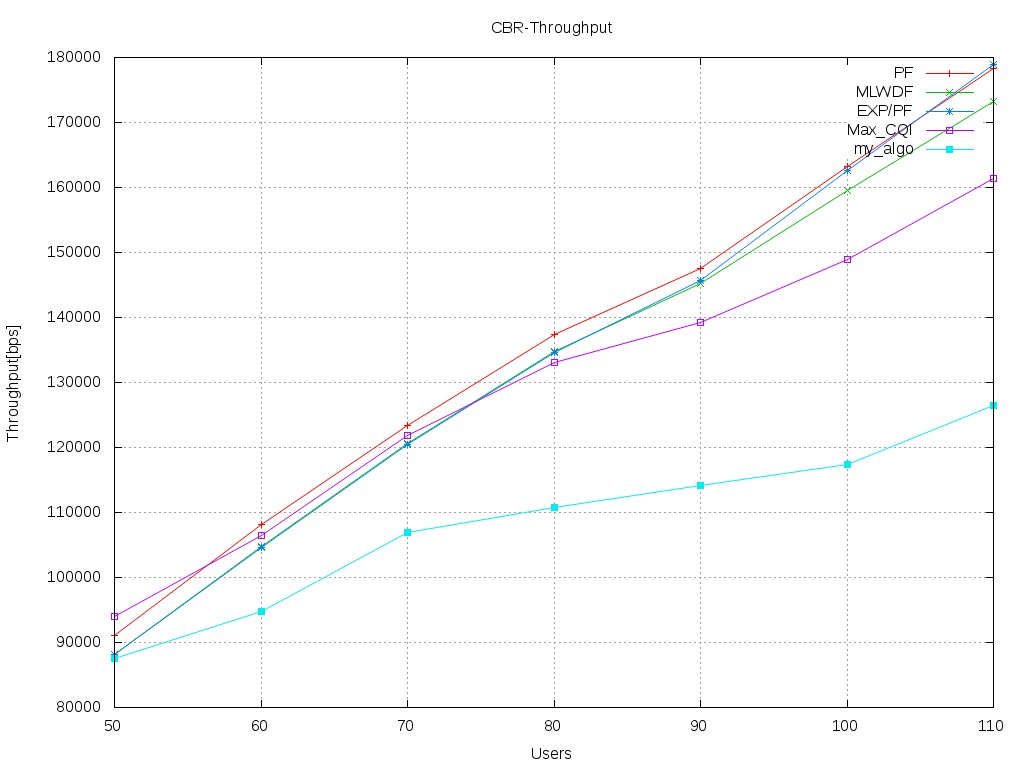 CBR-Throughput
180000
170000
160000
150000
140000
130000
120000
110000
100000
90000
80000
Throughput[bps]
PF
MLWDF
EXP/PF
Max_CQI
my_algo
50 60 70 80 90 100 110
Users